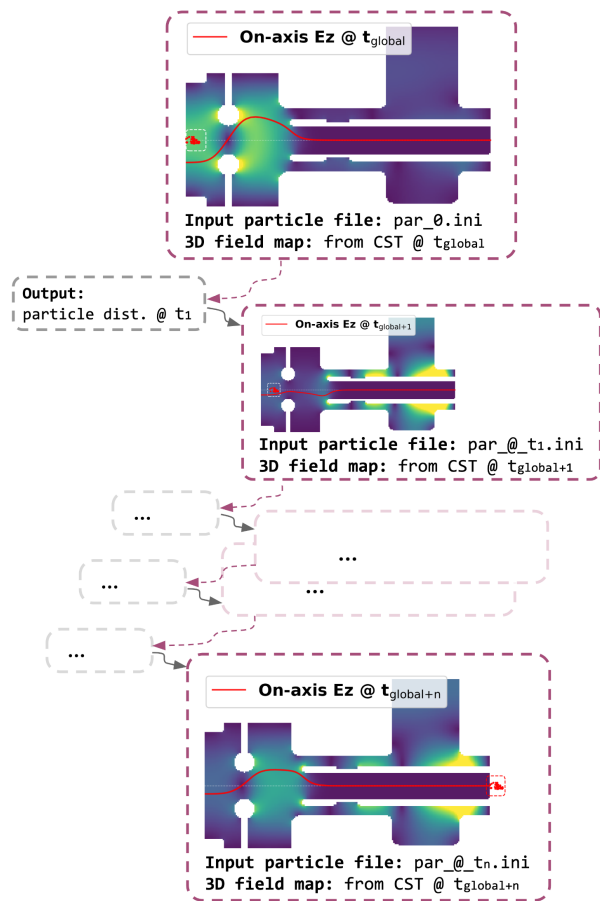 On-axis Ez @ tglobal
Input particle file: par_0.ini
3D field map: from CST @ tglobal
Output:
particle dist. @ t1
On-axis Ez @ tglobal+1
Input particle file: par_@_t1.ini
3D field map: from CST @ tglobal+1
...
...
...
...
...
On-axis Ez @ tglobal+n
Input particle file: par_@_tn.ini
3D field map: from CST @ tglobal+n